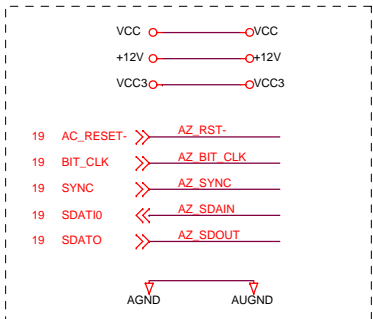 VCC VCC
+12V +12V
VCC3 VCC3
19 AC_RESET- AZ_RST-
19 BIT_CLK AZ_BIT_CLK
19 SYNC AZ_SYNC
19 SDATI0 AZ_SDAIN
19 SDATO AZ_SDOUT
AGND AUGND